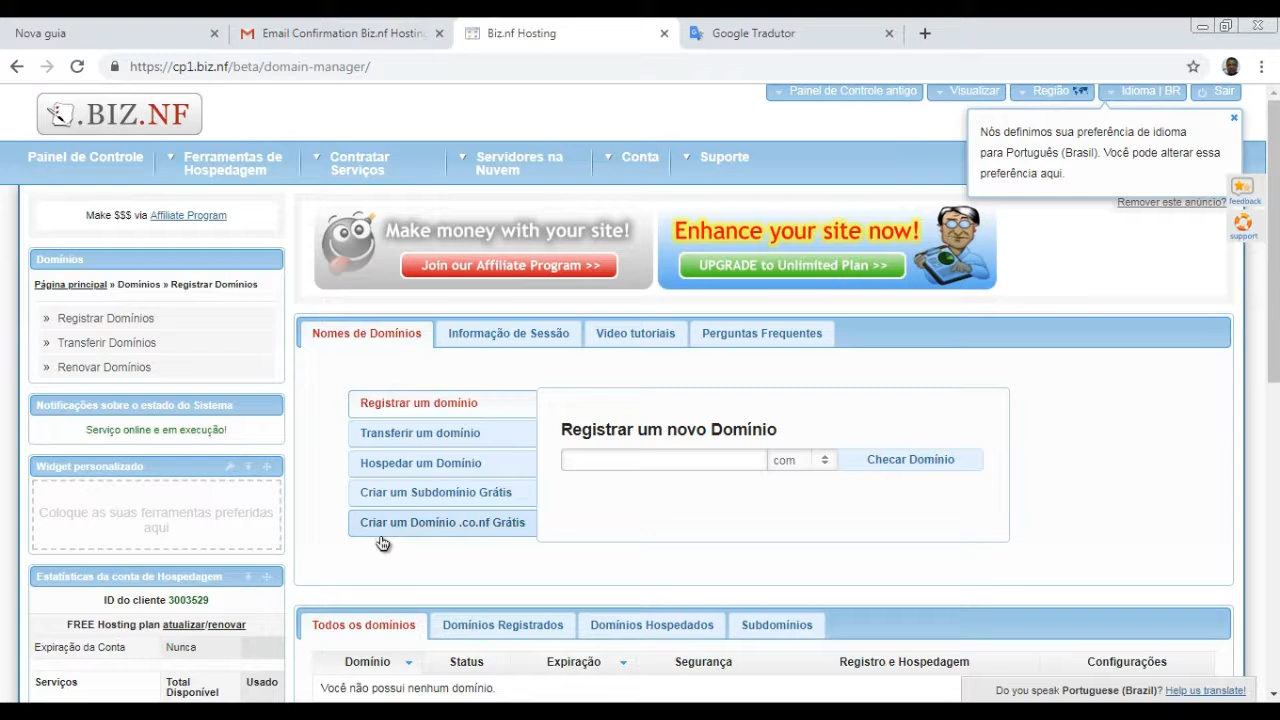 Nova guia
Email Confirmation Biz.nf Hosting
Biz.nf Hosting
Google Tradutor
https://cp1.biz.nf/beta/domain-manager/
.BIZ.NF
Painel de Controle antigo
Visualizar
Região
Idioma | BR
Sair
Nós definimos sua preferência de idioma
para Português (Brasil). Você pode alterar essa
preferência aqui.
Painel de Controle
Ferramentas de
Hospedagem
Contratar
Serviços
Servidores na
Nuvem
Conta
Suporte
feedback
support
Remover este anúncio?
Make $$$ via Affiliate Program
Make money with your site!
Join our Affiliate Program >>
Enhance your site now!
UPGRADE to Unlimited Plan >>
Domínios
Página principal » Domínios » Registrar Domínios
» Registrar Domínios
» Transferir Domínios
» Renovar Domínios
Notificações sobre o estado do Sistema
Serviço online e em execução!
Widget personalizado
Coloque as suas ferramentas preferidas
aqui
Estatísticas da conta de Hospedagem
ID do cliente 3003529
FREE Hosting plan atualizar/renovar
Expiração da Conta Nunca
Serviços Total
Disponível Usado
Nomes de Domínios
Informação de Sessão
Video tutoriais
Perguntas Frequentes
Registrar um domínio
Transferir um domínio
Hospedar um Domínio
Criar um Subdomínio Grátis
Criar um Domínio .co.nf Grátis
Registrar um novo Domínio
com
Checar Domínio
Todos os domínios
Domínios Registrados
Domínios Hospedados
Subdomínios
Domínio Status Expiração Segurança Registro e Hospedagem Configurações
Você não possui nenhum domínio.
Do you speak Portuguese (Brazil)? Help us translate!